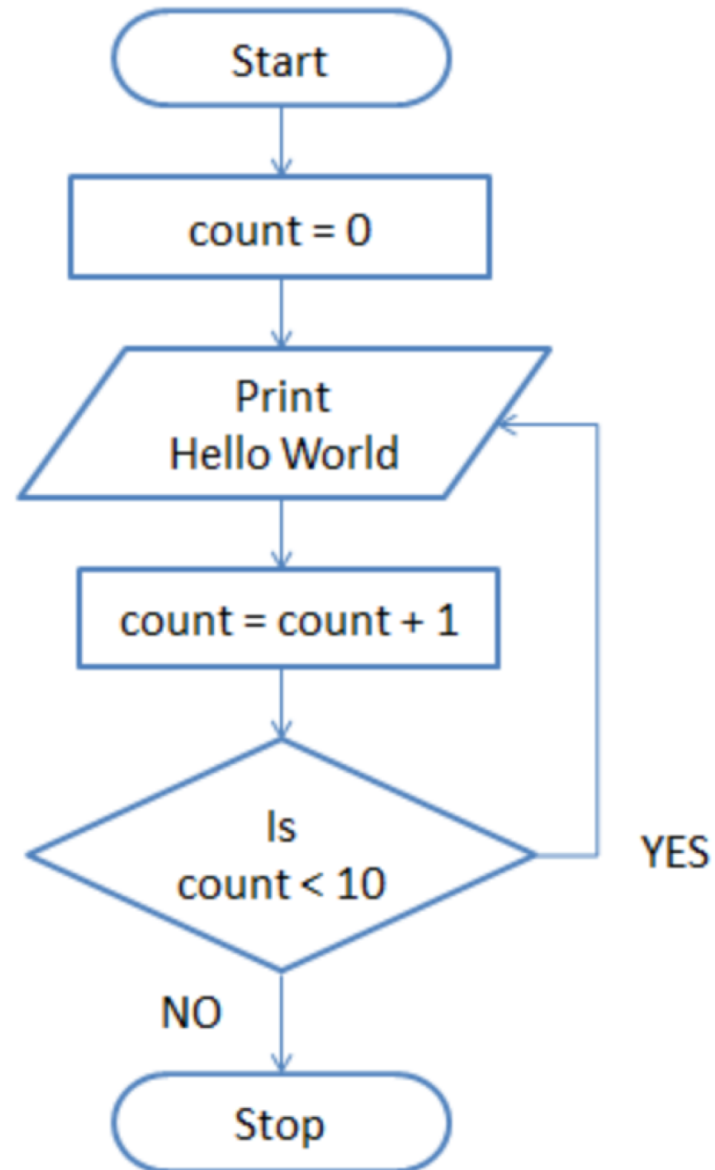 Start
count = 0
Print
Hello World
count = count + 1
Is
count < 10
YES
NO
Stop